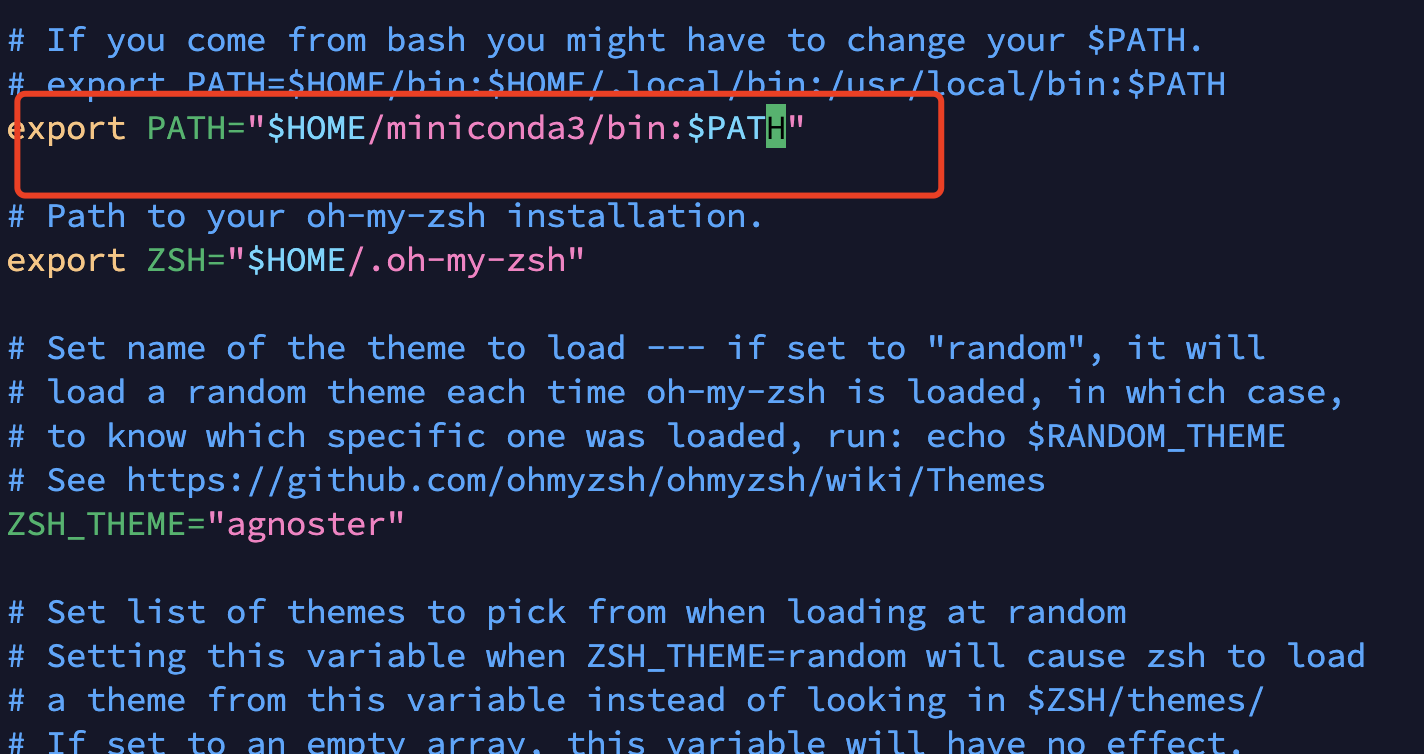 # If you come from bash you might have to change your $PATH.
# export PATH=$HOME/bin:$HOME/.local/bin:/usr/local/bin:$PATH
export PATH="$HOME/miniconda3/bin:$PATH"
# Path to your oh-my-zsh installation.
export ZSH="$HOME/.oh-my-zsh"
# Set name of the theme to load --- if set to "random", it will
# load a random theme each time oh-my-zsh is loaded, in which case,
# to know which specific one was loaded, run: echo $RANDOM_THEME
# See https://github.com/ohmyzsh/ohmyzsh/wiki/Themes
ZSH_THEME="agnoster"
# Set list of themes to pick from when loading at random
# Setting this variable when ZSH_THEME=random will cause zsh to load
# a theme from this variable instead of looking in $ZSH/themes/
# If set to an empty array, this variable will have no effect.